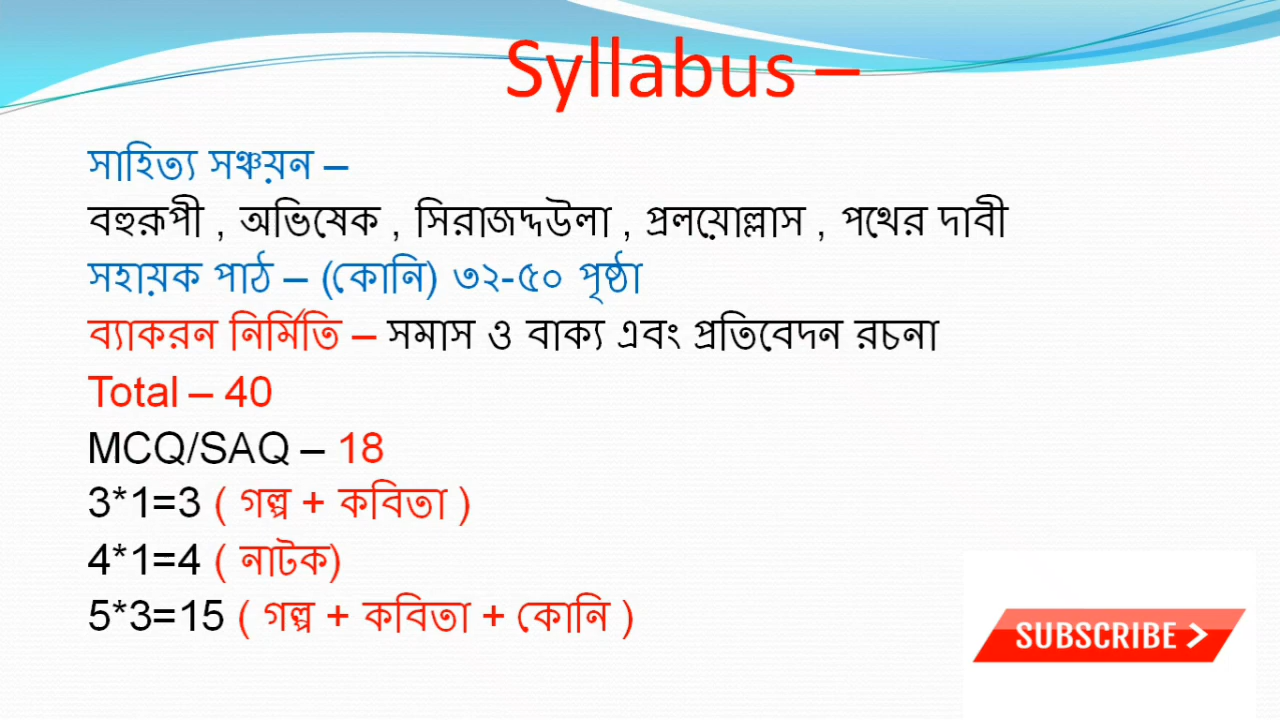 Syllabus –
সাহিত্য সঞ্চয়ন –
বহুরূপী , অভিষেক , সিরাজদ্দউলা , প্রলয়োল্লাস , পথের দাবী
সহায়ক পাঠ – (কোনি) ৩২-৫০ পৃষ্ঠা
ব্যাকরন নির্মিতি – সমাস ও বাক্য এবং প্রতিবেদন রচনা
Total – 40
MCQ/SAQ – 18
3*1=3 ( গল্প + কবিতা )
4*1=4 ( নাটক)
5*3=15 ( গল্প + কবিতা + কোনি )
SUBSCRIBE >